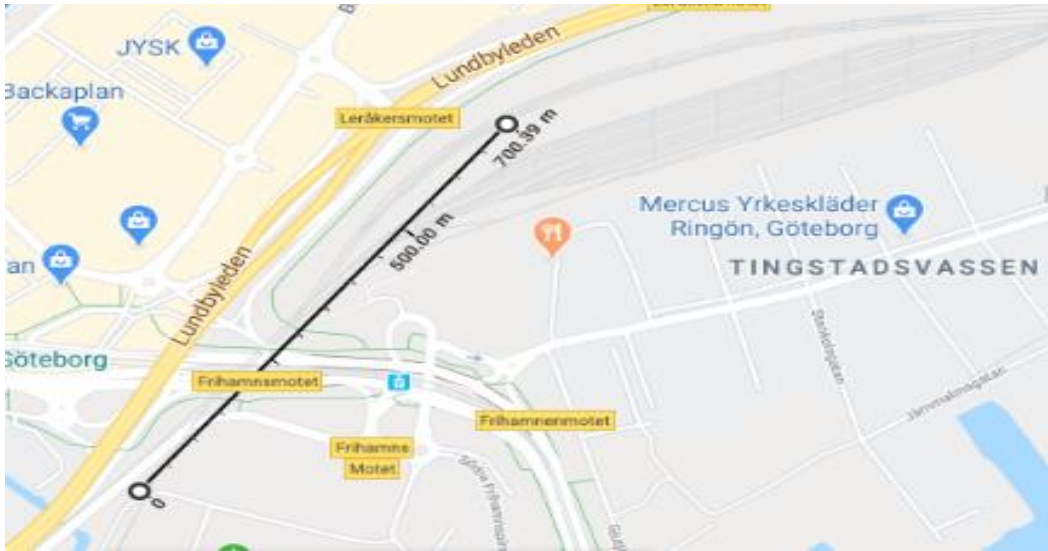 JYSK
Backaplan
Lundbyleden
Leråkersmotet
700.39 m
500.00 m
Mercus Yrkeskläder
Ringön, Göteborg
TINGSTADSVASSEN
an
Lundbyleden
Göteborg
Frihamnsmotet
Frihamnenmotet
Frihamns
Motet
Järnmalmsgatan
0